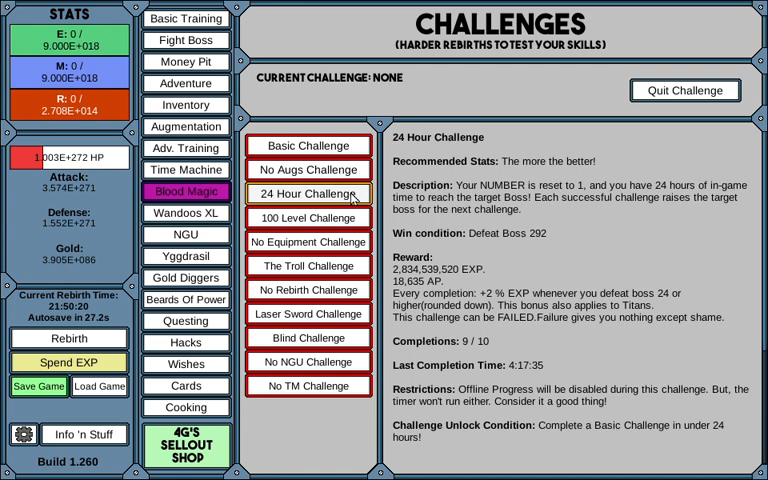 STATS
E: 0 /
9.000E+018
M: 0 /
9.000E+018
R: 0 /
2.708E+014
1.003E+272 HP
Attack:
3.574E+271
Defense:
1.552E+271
Gold:
3.905E+086
Current Rebirth Time:
21:50:20
Autosave in 27.2s
Rebirth
Spend EXP
Save Game
Load Game
Info 'n Stuff
Build 1.260
Basic Training
Fight Boss
Money Pit
Adventure
Inventory
Augmentation
Adv. Training
Time Machine
Blood Magic
Wandoos XL
NGU
Yggdrasil
Gold Diggers
Beards Of Power
Questing
Hacks
Wishes
Cards
Cooking
4G'S
SELLOUT
SHOP
CHALLENGES
(HARDER REBIRTHS TO TEST YOUR SKILLS)
CURRENT CHALLENGE: NONE
Quit Challenge
Basic Challenge
No Augs Challenge
24 Hour Challenge
100 Level Challenge
No Equipment Challenge
The Troll Challenge
No Rebirth Challenge
Laser Sword Challenge
Blind Challenge
No NGU Challenge
No TM Challenge
24 Hour Challenge
Recommended Stats: The more the better!
Description: Your NUMBER is reset to 1, and you have 24 hours of in-game
time to reach the target Boss! Each successful challenge raises the target
boss for the next challenge.
Win condition: Defeat Boss 292
Reward:
2,834,539,520 EXP.
18,635 AP.
Every completion: +2 % EXP whenever you defeat boss 24 or
higher(rounded down). This bonus also applies to Titans.
This challenge can be FAILED.Failure gives you nothing except shame.
Completions: 9 / 10
Last Completion Time: 4:17:35
Restrictions: Offline Progress will be disabled during this challenge. But, the
timer won't run either. Consider it a good thing!
Challenge Unlock Condition: Complete a Basic Challenge in under 24
hours!